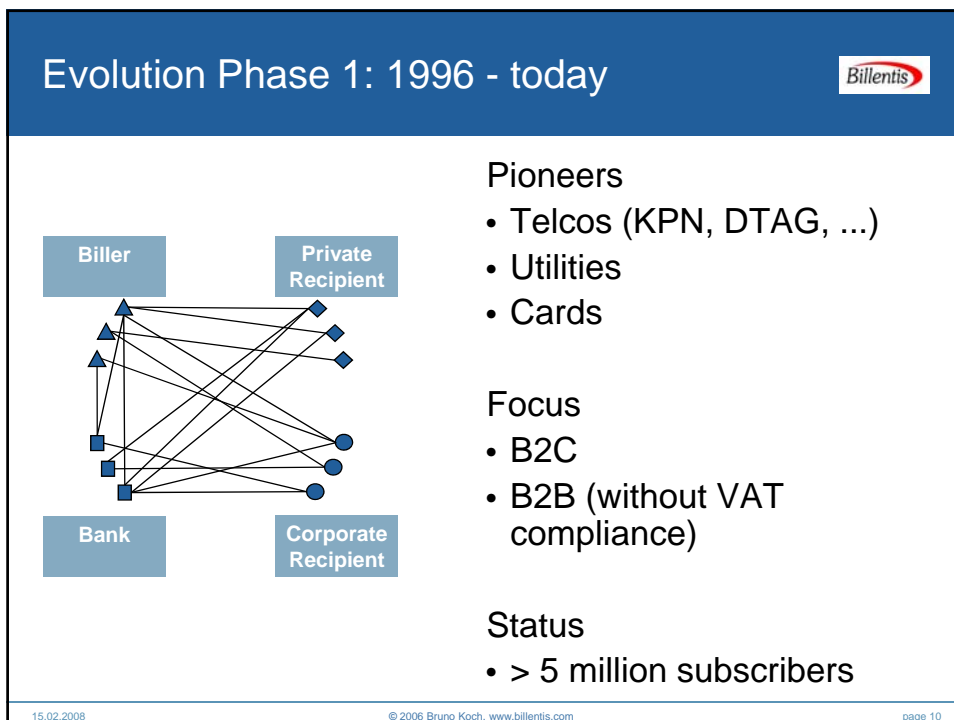 Evolution Phase 1: 1996 - today
Billentis
Biller
Private
Recipient
Bank
Corporate
Recipient
Pioneers
• Telcos (KPN, DTAG, ...)
• Utilities
• Cards
Focus
• B2C
• B2B (without VAT
compliance)
Status
• > 5 million subscribers
15.02.2008
© 2006 Bruno Koch, www.billentis.com
page 10